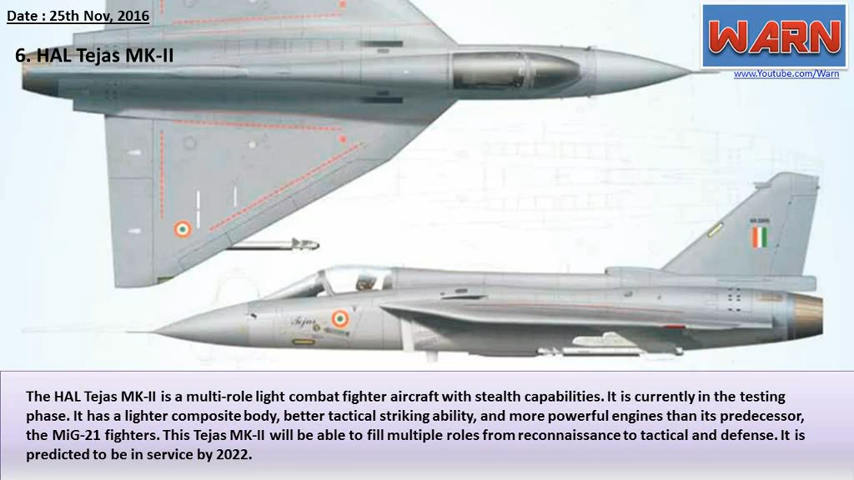 Date : 25th Nov, 2016
WARN
www.Youtube.com/Warn
6. HAL Tejas MK-II
Tejas
The HAL Tejas MK-II is a multi-role light combat fighter aircraft with stealth capabilities. It is currently in the testing
phase. It has a lighter composite body, better tactical striking ability, and more powerful engines than its predecessor,
the MiG-21 fighters. This Tejas MK-II will be able to fill multiple roles from reconnaissance to tactical and defense. It is
predicted to be in service by 2022.